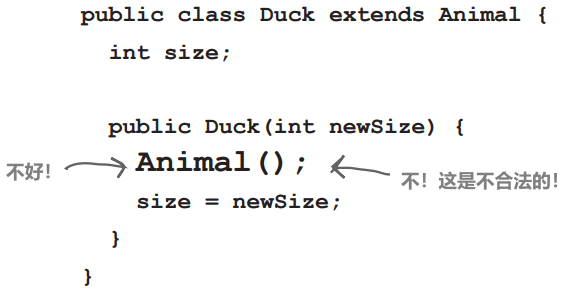 public class Duck extends Animal {
int size;
public Duck(int newSize) {
不好! Animal(); 不! 这是不合法的!
size = newSize;
}
}